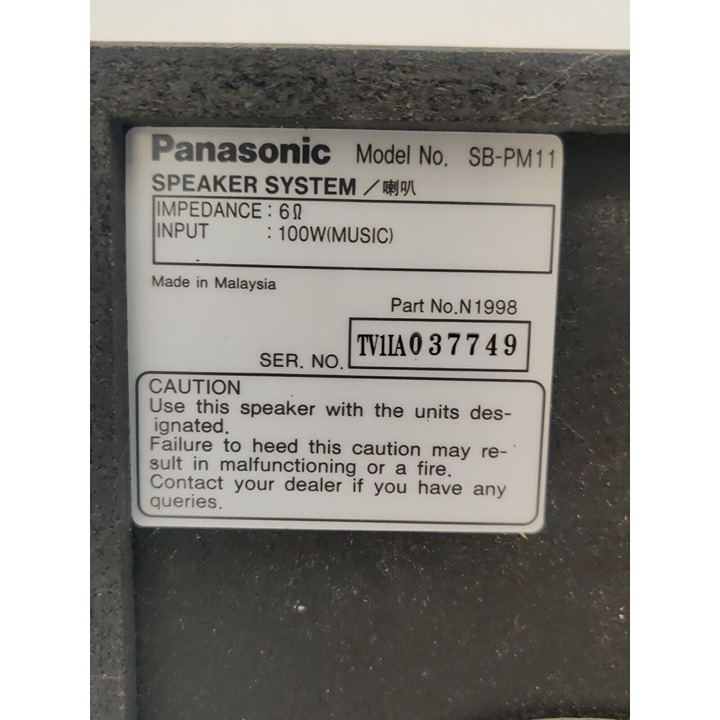 Panasonic Model No. SB-PM11
SPEAKER SYSTEM / 喇叭
IMPEDANCE : 6Ω
INPUT : 100W(MUSIC)
Made in Malaysia
Part No.N1998
SER. NO. TV1IA037749
CAUTION
Use this speaker with the units des-
ignated.
Failure to heed this caution may re-
sult in malfunctioning or a fire.
Contact your dealer if you have any
queries.